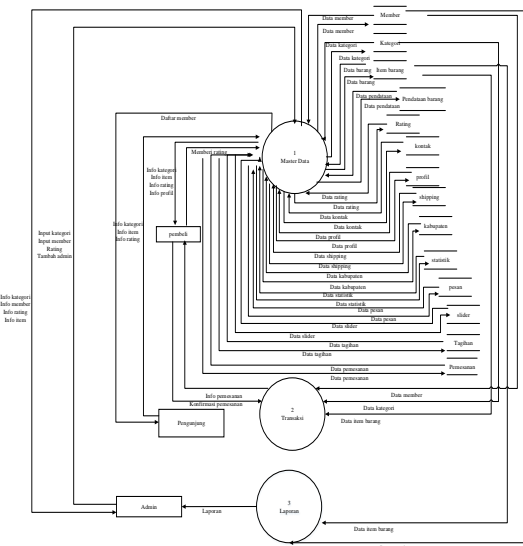 Member
Data member
Data member
Kategori
Data kategori
Data kategori
Data barang
Item barang
Data barang
Data pendataan
Pendataan barang
Data pendataan
Daftar member
Rating
1
Master Data
kontak
Memberi rating
profil
Info kategori
Info item
Info rating
Info profil
Data rating
Data rating
shipping
Data kontak
Data kontak
Info kategori
Info item
Info rating
pembeli
kabupaten
Data profil
Data profil
Input kategori
Input member
Rating
Tambah admin
Data shipping
Data shipping
statistik
Data kabupaten
Data kabupaten
pesan
Info kategori
Info member
Info rating
Info item
Data statistik
Data statistik
Data pesan
slider
Data pesan
Data slider
Data slider
Tagihan
Data tagihan
Data tagihan
Pemesanan
Data pemesanan
Data pemesanan
Info pemesanan
Konfirmasi pemesanan
Data member
2
Transaksi
Data kategori
Pengunjung
Data item barang
3
Laporan
Admin
Laporan
Data item barang